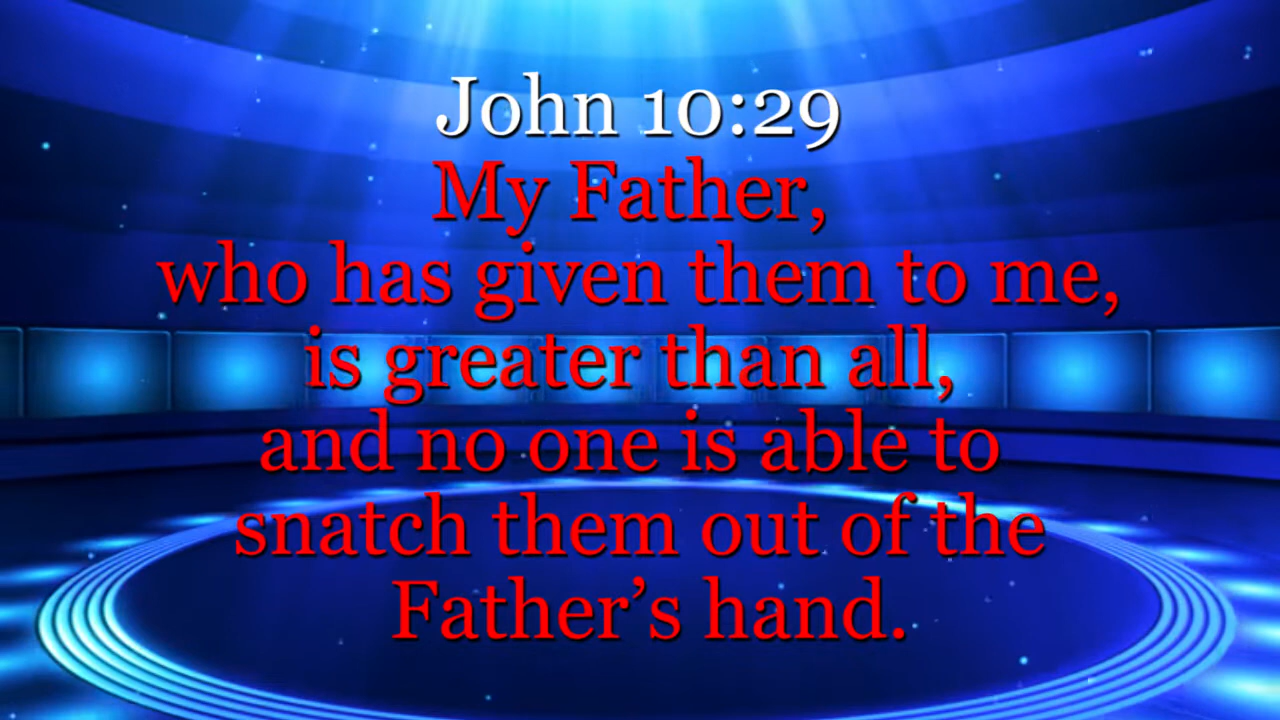 John 10:29
My Father,
who has given them to me,
is greater than all,
and no one is able to
snatch them out of the
Father’s hand.